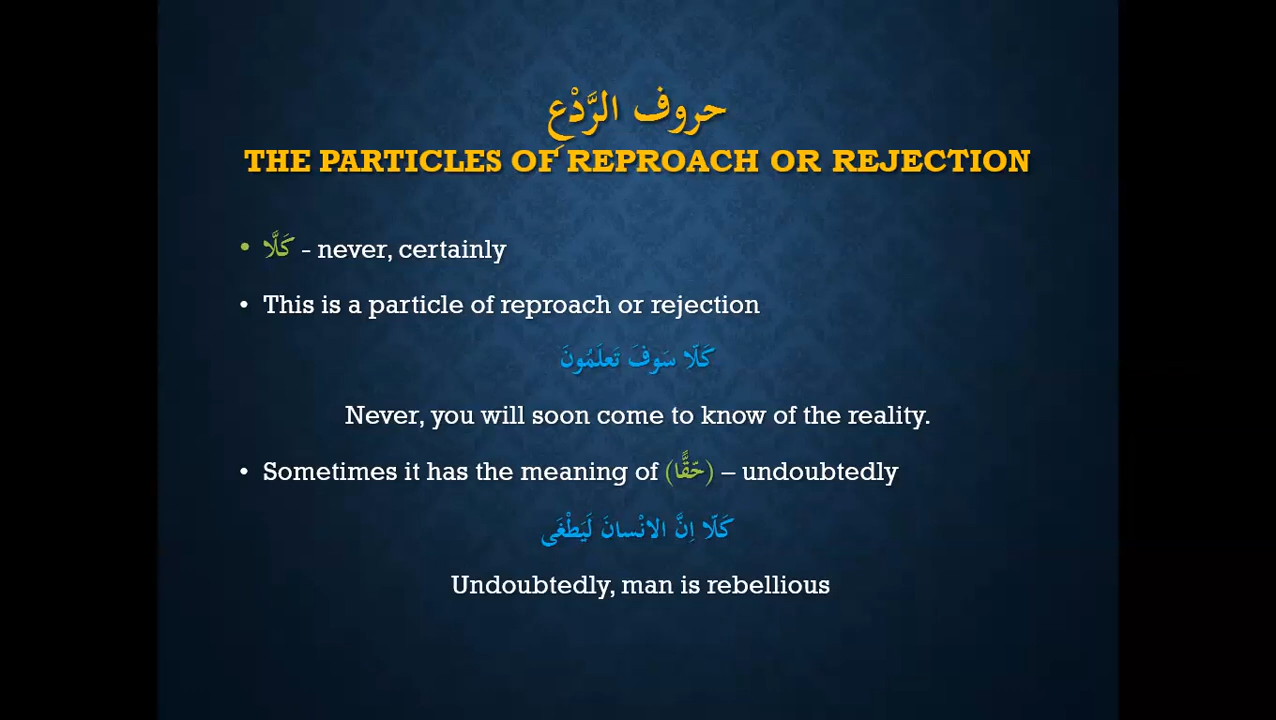 حروف الرَّدْعِ
THE PARTICLES OF REPROACH OR REJECTION
• كَلَّا - never, certainly
• This is a particle of reproach or rejection
كَلّا سَوفَ تَعلَمُونَ
Never, you will soon come to know of the reality.
• Sometimes it has the meaning of (حّقًّا) – undoubtedly
كَلّا اِنَّ الانْسانَ لَيَطْغَى
Undoubtedly, man is rebellious